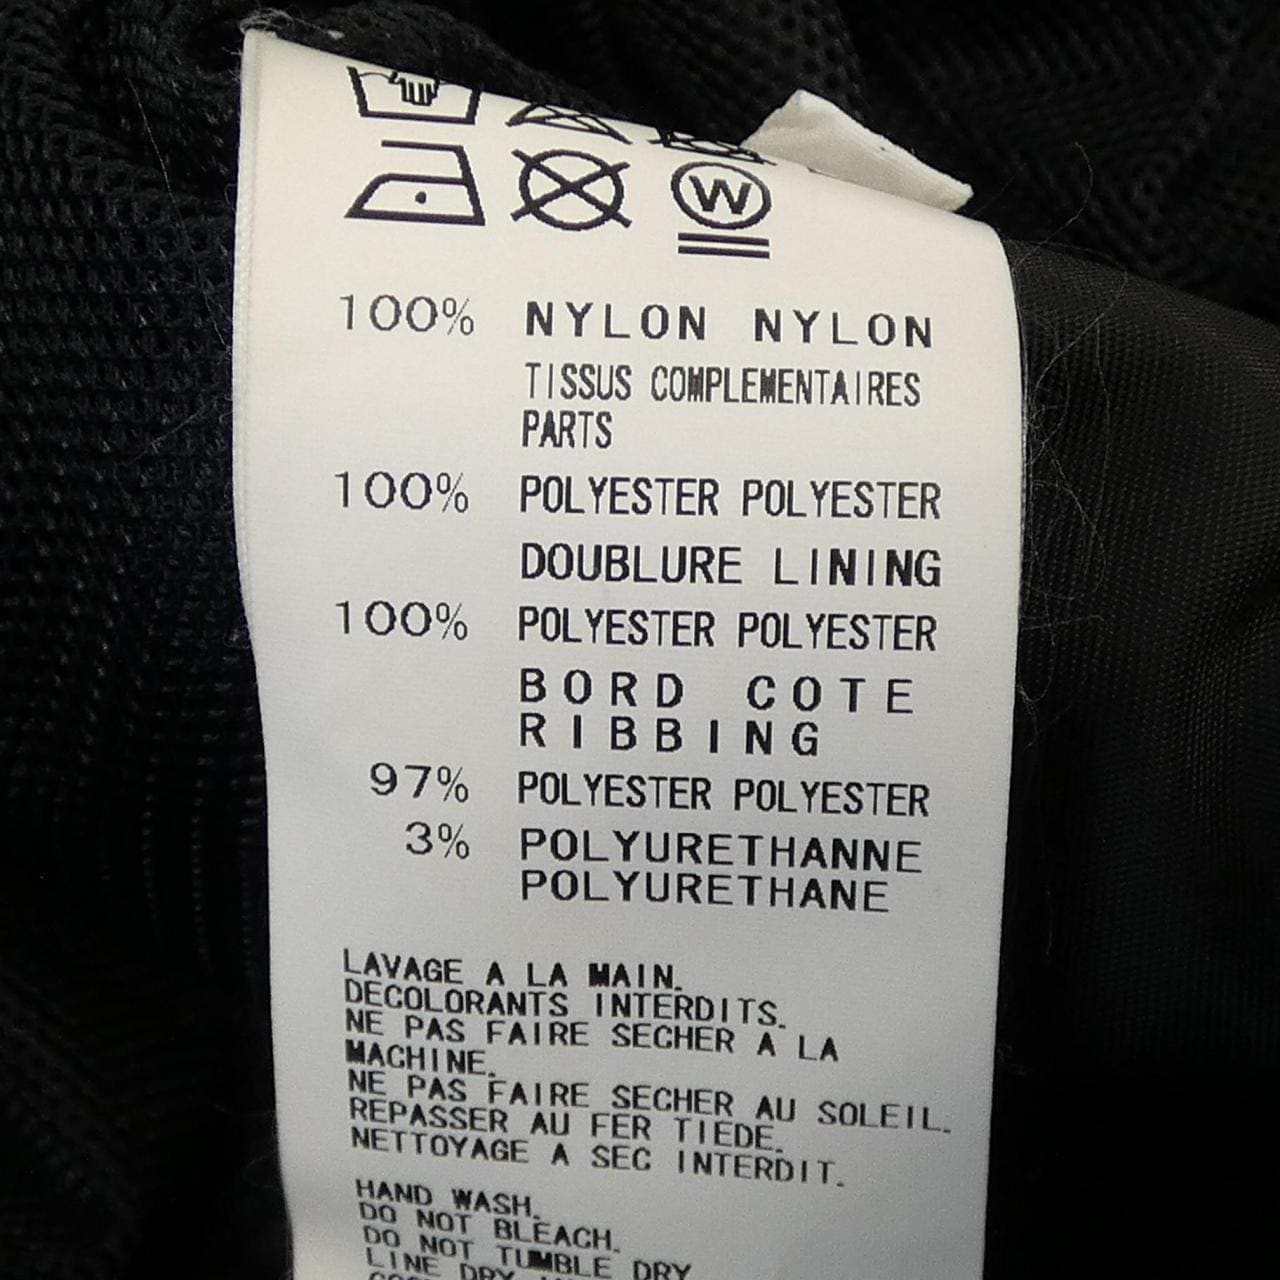 W
100% NYLON NYLON
TISSUS COMPLEMENTAIRES
PARTS
100% POLYESTER POLYESTER
DOUBLURE LINING
100% POLYESTER POLYESTER
BORD COTE
RIBBING
97% POLYESTER POLYESTER
3% POLYURETHANNE
POLYURETHANE
LAVAGE A LA MAIN.
DECOLORANTS INTERDITS.
NE PAS FAIRE SECHER A LA
MACHINE.
NE PAS FAIRE SECHER AU SOLEIL.
REPASSER AU FER TIEDE.
NETTOYAGE A SEC INTERDIT.
HAND WASH.
DO NOT BLEACH.
DO NOT TUMBLE DRY
LINE DRY